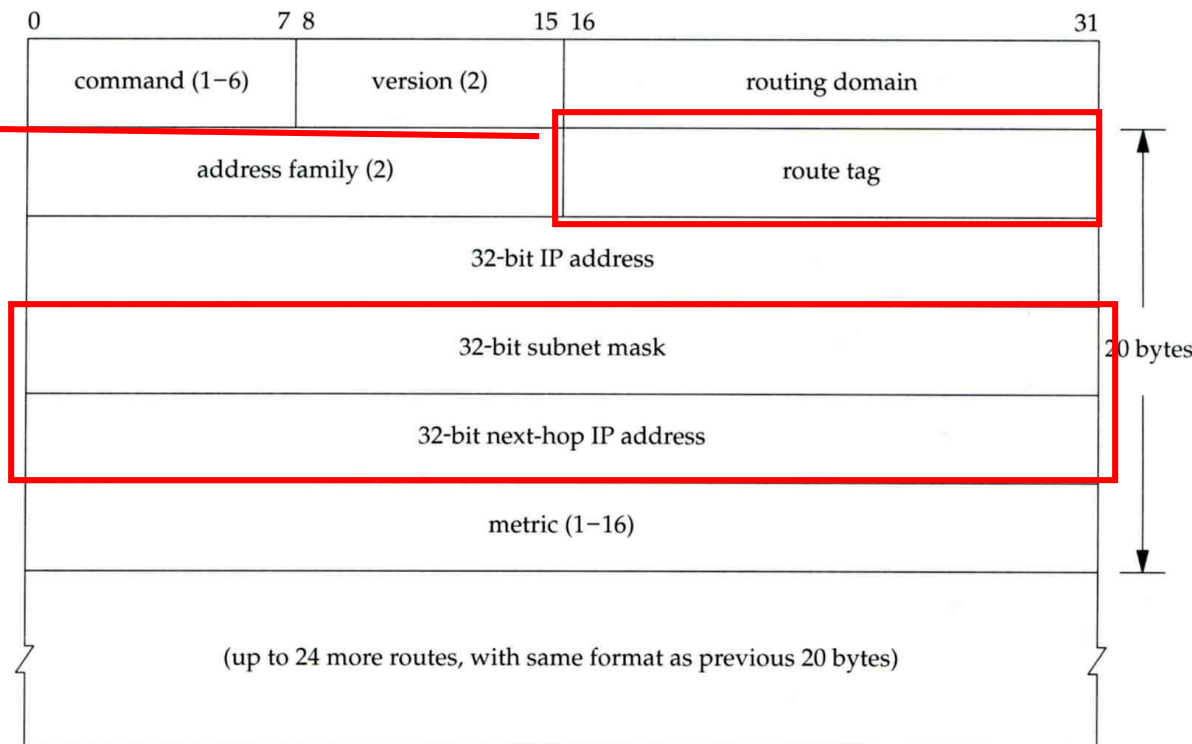 0 7 8 15 16 31
command (1−6) version (2) routing domain
address family (2) route tag
32-bit IP address
32-bit subnet mask
20 bytes
32-bit next-hop IP address
metric (1−16)
(up to 24 more routes, with same format as previous 20 bytes)